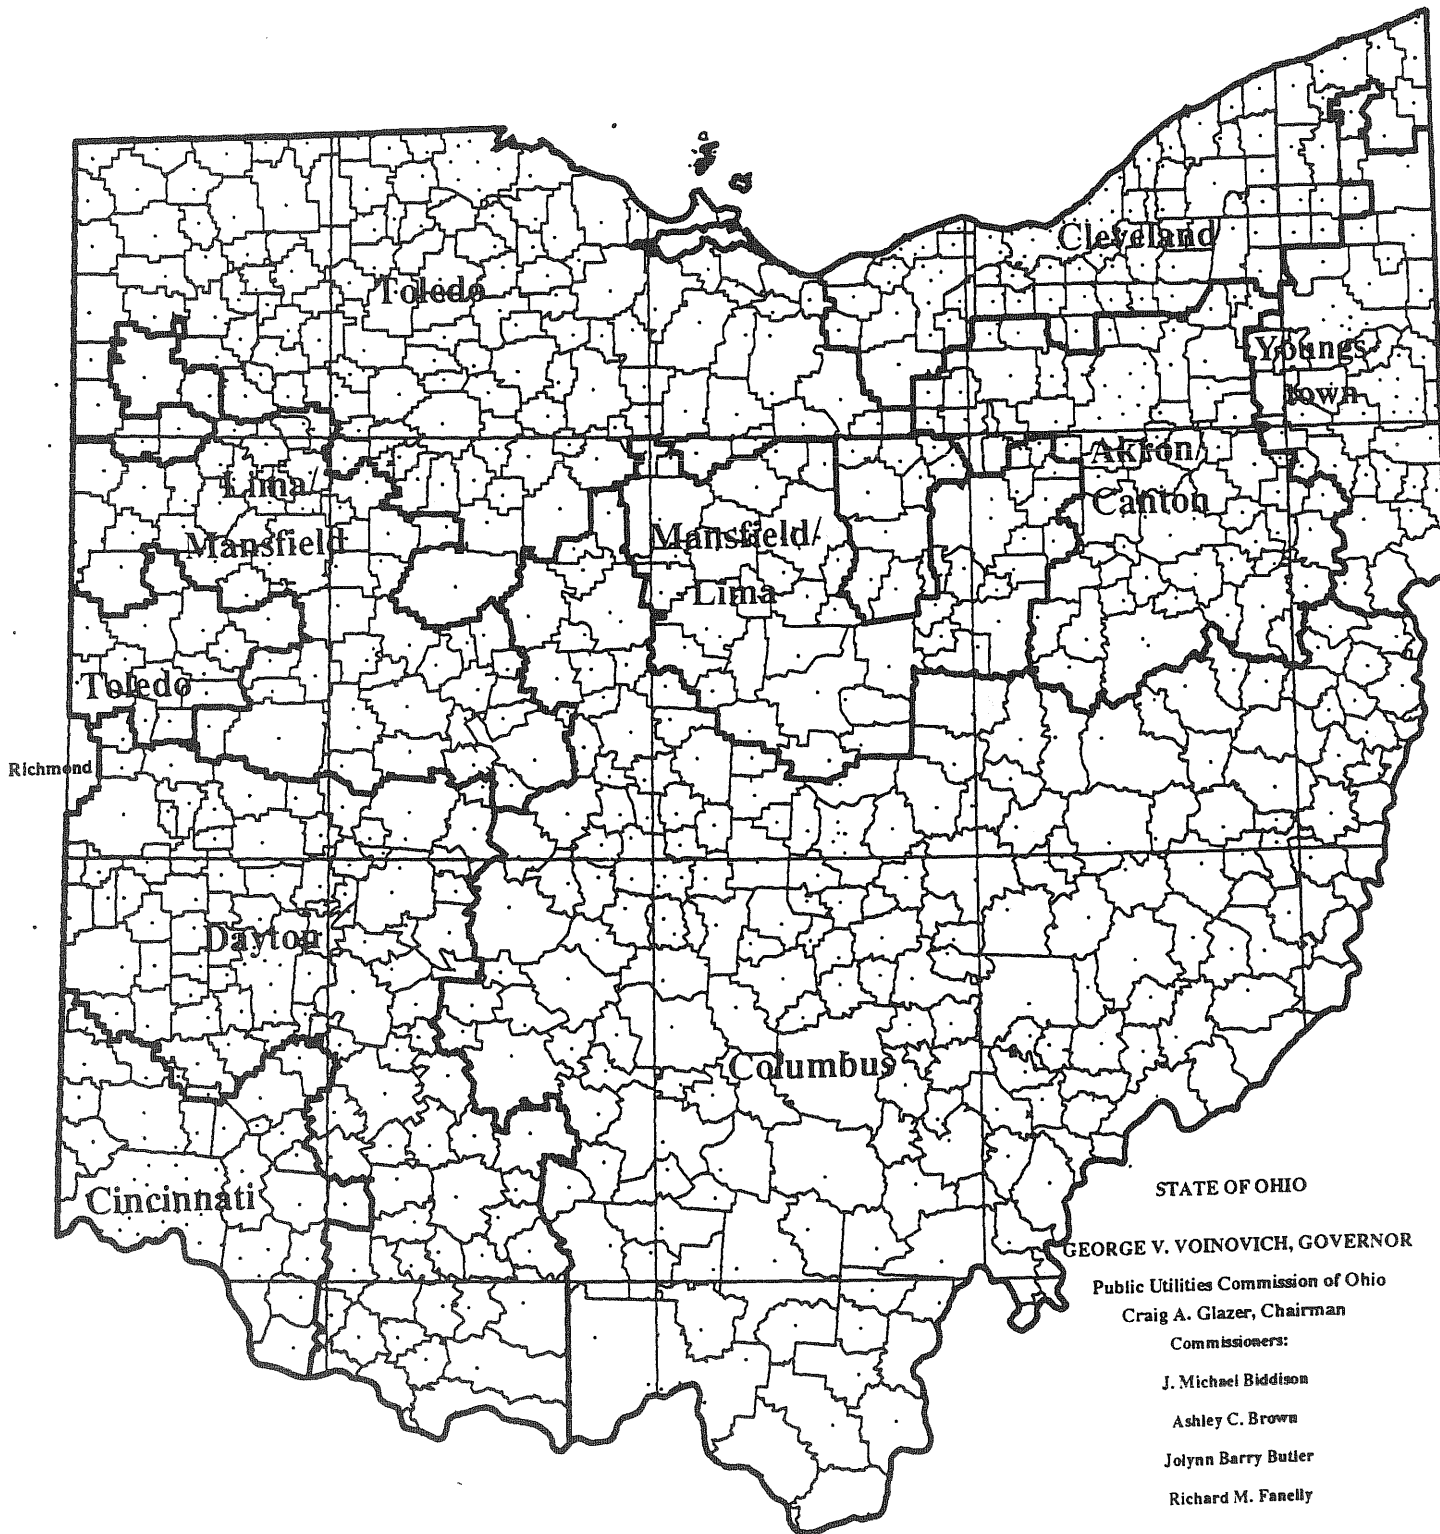 Cleveland
Toledo
Youngs-
town
Akron/
Canton
Lima/
Mansfield
Mansfield/
Lima
Toledo
Richmond
Dayton
Columbus
Cincinnati
STATE OF OHIO
GEORGE V. VOINOVICH, GOVERNOR
Public Utilities Commission of Ohio
Craig A. Glazer, Chairman
Commissioners:
J. Michael Biddison
Ashley C. Brown
Jolynn Barry Butler
Richard M. Fanelly